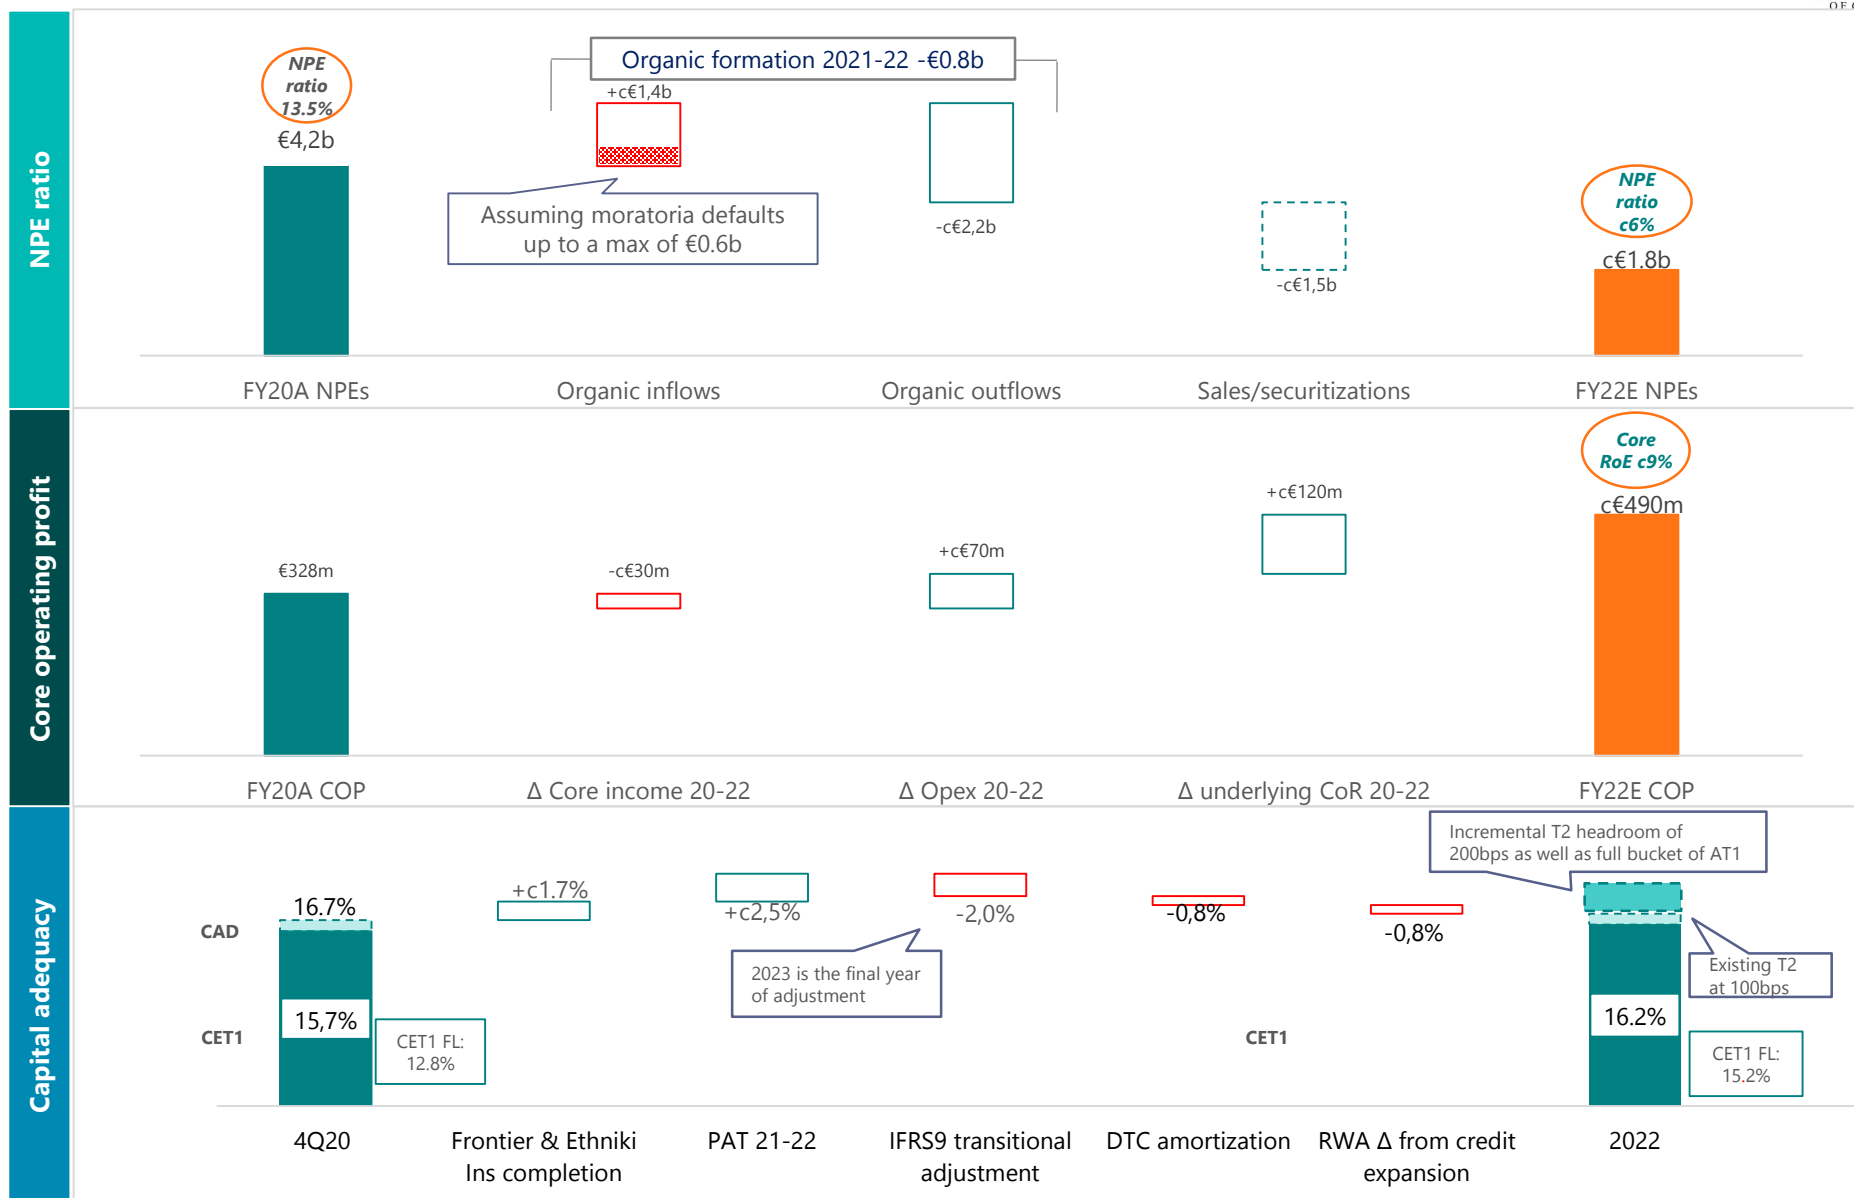 NPE ratio
NPE
ratio
13.5%
€4,2b
Organic formation 2021-22 -€0.8b
+c€1,4b
Assuming moratoria defaults
up to a max of €0.6b
-c€2,2b
-c€1,5b
NPE
ratio
c6%
c€1.8b
FY20A NPEs
Organic inflows
Organic outflows
Sales/securitizations
FY22E NPEs
Core operating profit
€328m
-c€30m
+c€70m
+c€120m
Core
RoE c9%
c€490m
FY20A COP
Δ Core income 20-22
Δ Opex 20-22
Δ underlying CoR 20-22
FY22E COP
Capital adequacy
Incremental T2 headroom of
200bps as well as full bucket of AT1
CAD
16.7%
+c1.7%
+c2,5%
-2,0%
-0,8%
-0,8%
2023 is the final year
of adjustment
Existing T2
at 100bps
CET1
15,7%
CET1 FL:
12.8%
CET1
16.2%
CET1 FL:
15.2%
4Q20
Frontier & Ethniki
Ins completion
PAT 21-22
IFRS9 transitional
adjustment
DTC amortization
RWA Δ from credit
expansion
2022